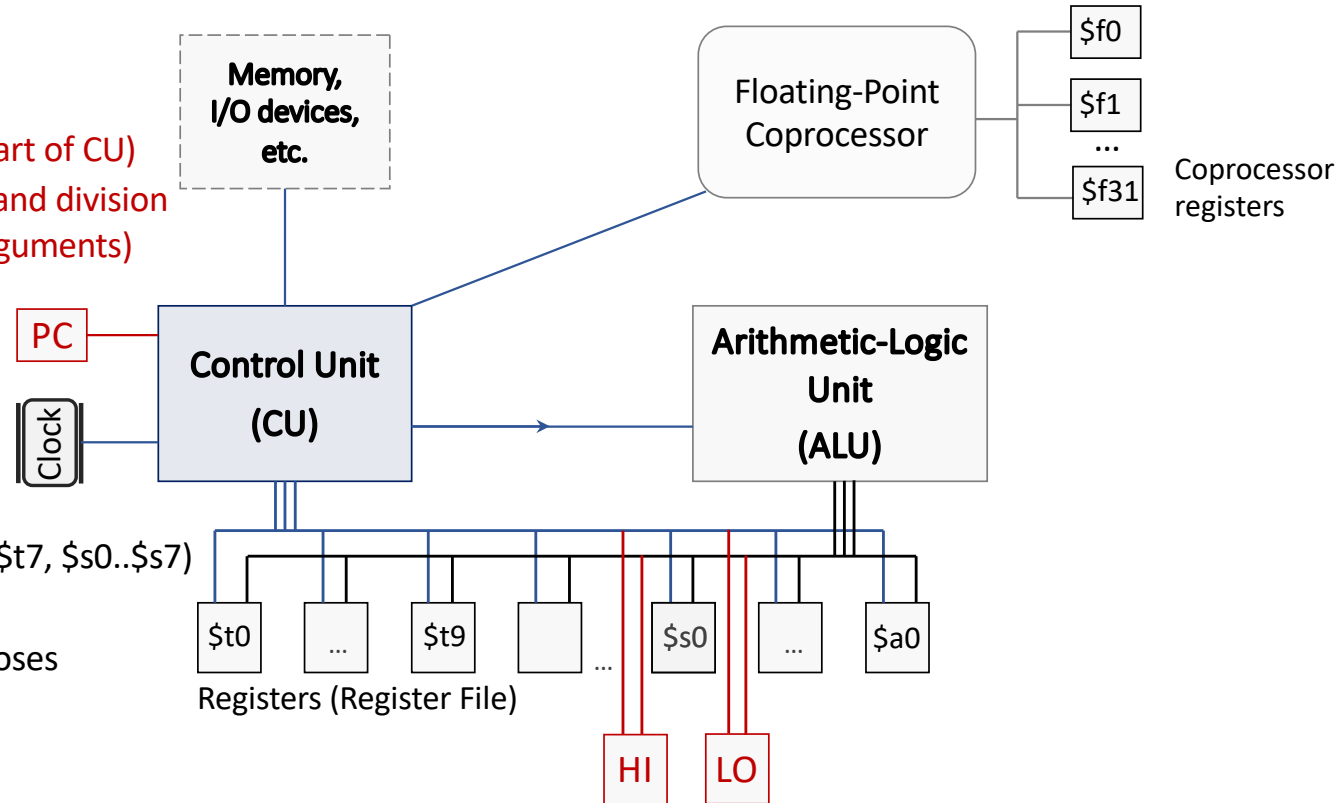 Memory,
I/O devices,
etc.
Floating-Point
Coprocessor
$f0
$f1
...
$f31
Coprocessor
registers
art of CU)
and division
guments)
PC
Clock
Control Unit
(CU)
Arithmetic-Logic
Unit
(ALU)
$t7, $s0..$s7)
oses
$t0
...
$t9
...
$s0
...
$a0
Registers (Register File)
HI
LO